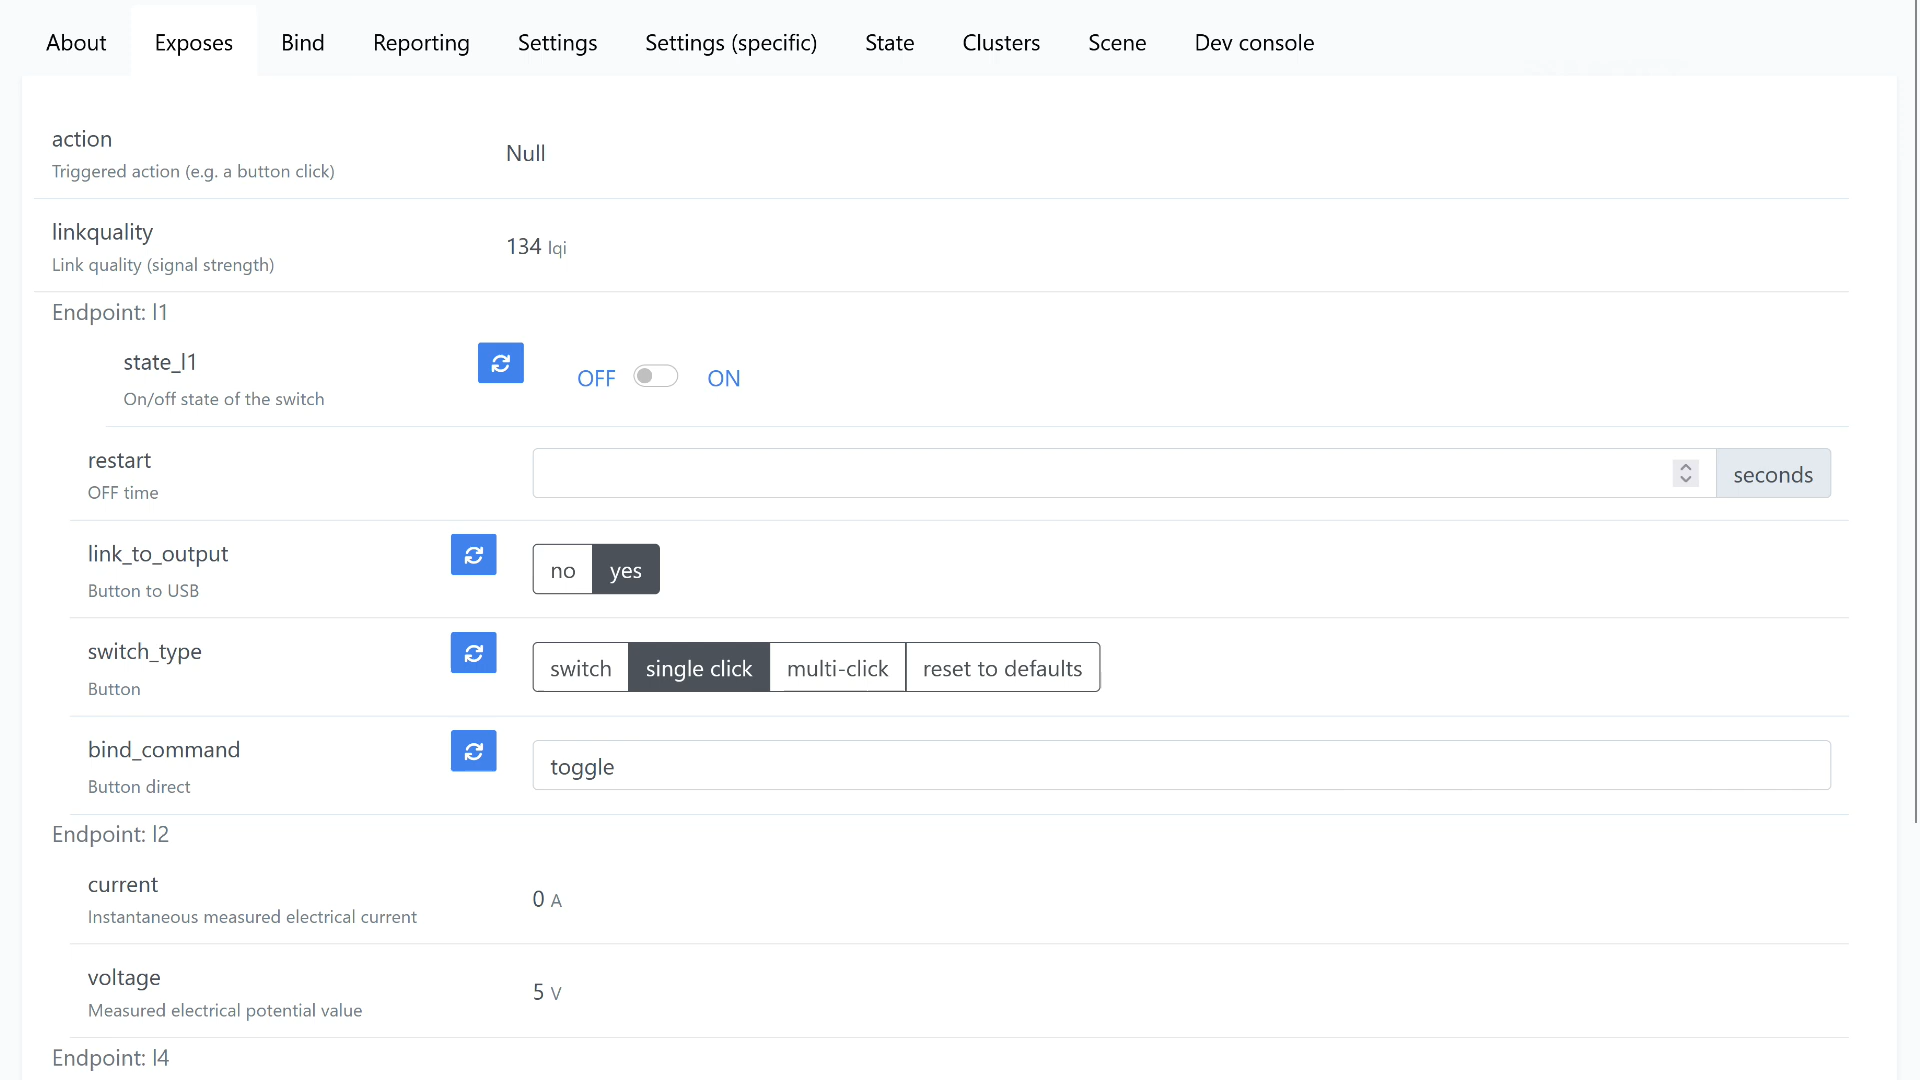 About Exposes Bind Reporting Settings Settings (specific) State Clusters Scene Dev console
action
Triggered action (e.g. a button click)
Null
linkquality
Link quality (signal strength)
134 lqi
Endpoint: l1
state_l1
On/off state of the switch
OFF ON
restart
OFF time
seconds
link_to_output
Button to USB
no yes
switch_type
Button
switch single click multi-click reset to defaults
bind_command
Button direct
toggle
Endpoint: l2
current
Instantaneous measured electrical current
0 A
voltage
Measured electrical potential value
5 V
Endpoint: l4